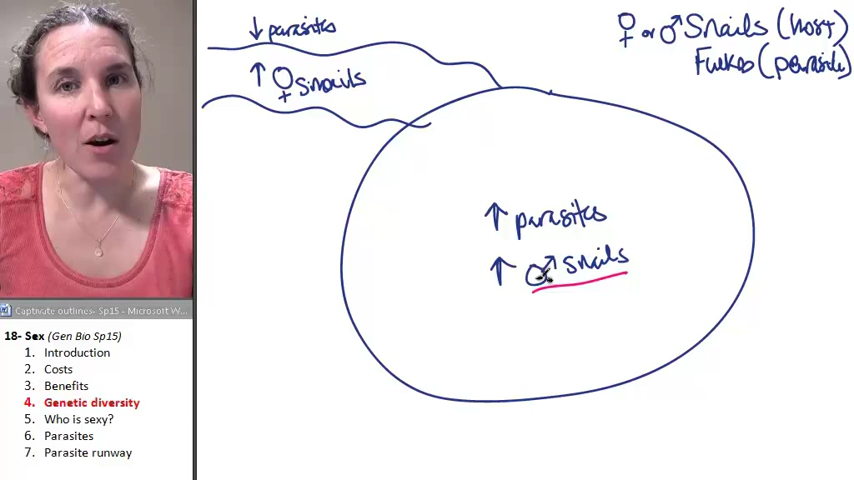 ↓ parasites
↑ ♀ snails
♀ or ♂ Snails (host)
Flukes (parasite)
↑ parasites
↑ ♂ snails
Captivate outlines- Sp15 - Microsoft W...
18- Sex (Gen Bio Sp15)
1. Introduction
2. Costs
3. Benefits
4. Genetic diversity
5. Who is sexy?
6. Parasites
7. Parasite runway